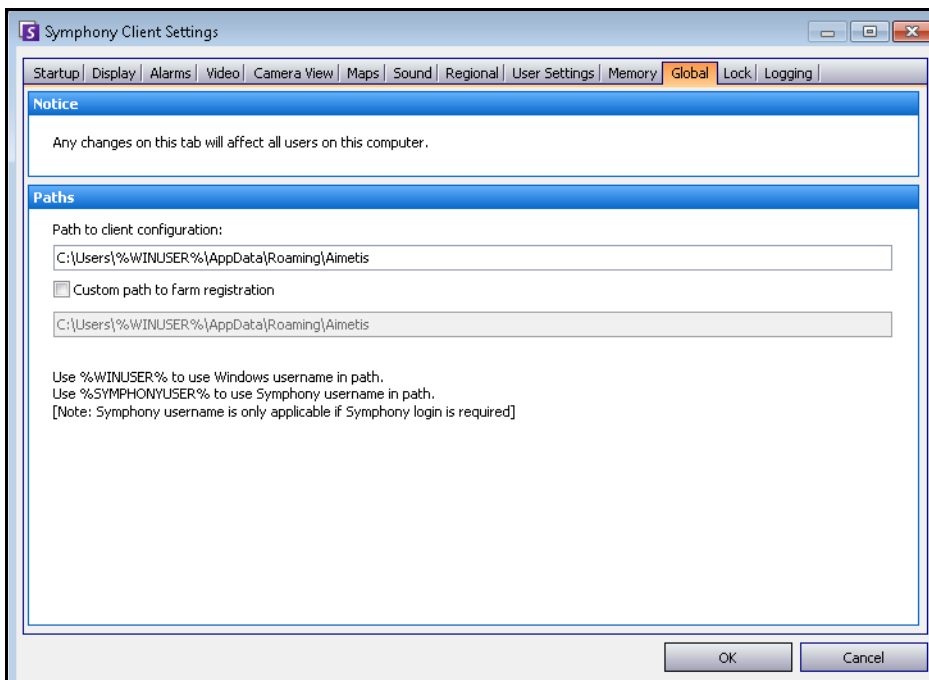 Symphony Client Settings
Startup Display Alarms Video Camera View Maps Sound Regional User Settings Memory Global Lock Logging
Notice
Any changes on this tab will affect all users on this computer.
Paths
Path to client configuration:
C:\Users\%WINUSER%\AppData\Roaming\Aimetis
Custom path to farm registration
C:\Users\%WINUSER%\AppData\Roaming\Aimetis
Use %WINUSER% to use Windows username in path.
Use %SYMPHONYUSER% to use Symphony username in path.
[Note: Symphony username is only applicable if Symphony login is required]
OK Cancel